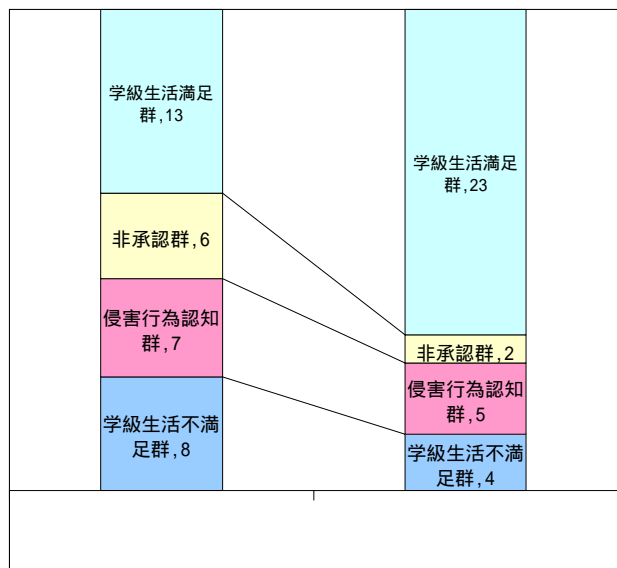 学級生活満足
群,13
非承認群,6
侵害行為認知
群,7
学級生活不満
足群,8
学級生活満足
群,23
非承認群,2
侵害行為認知
群,5
学級生活不満
足群,4